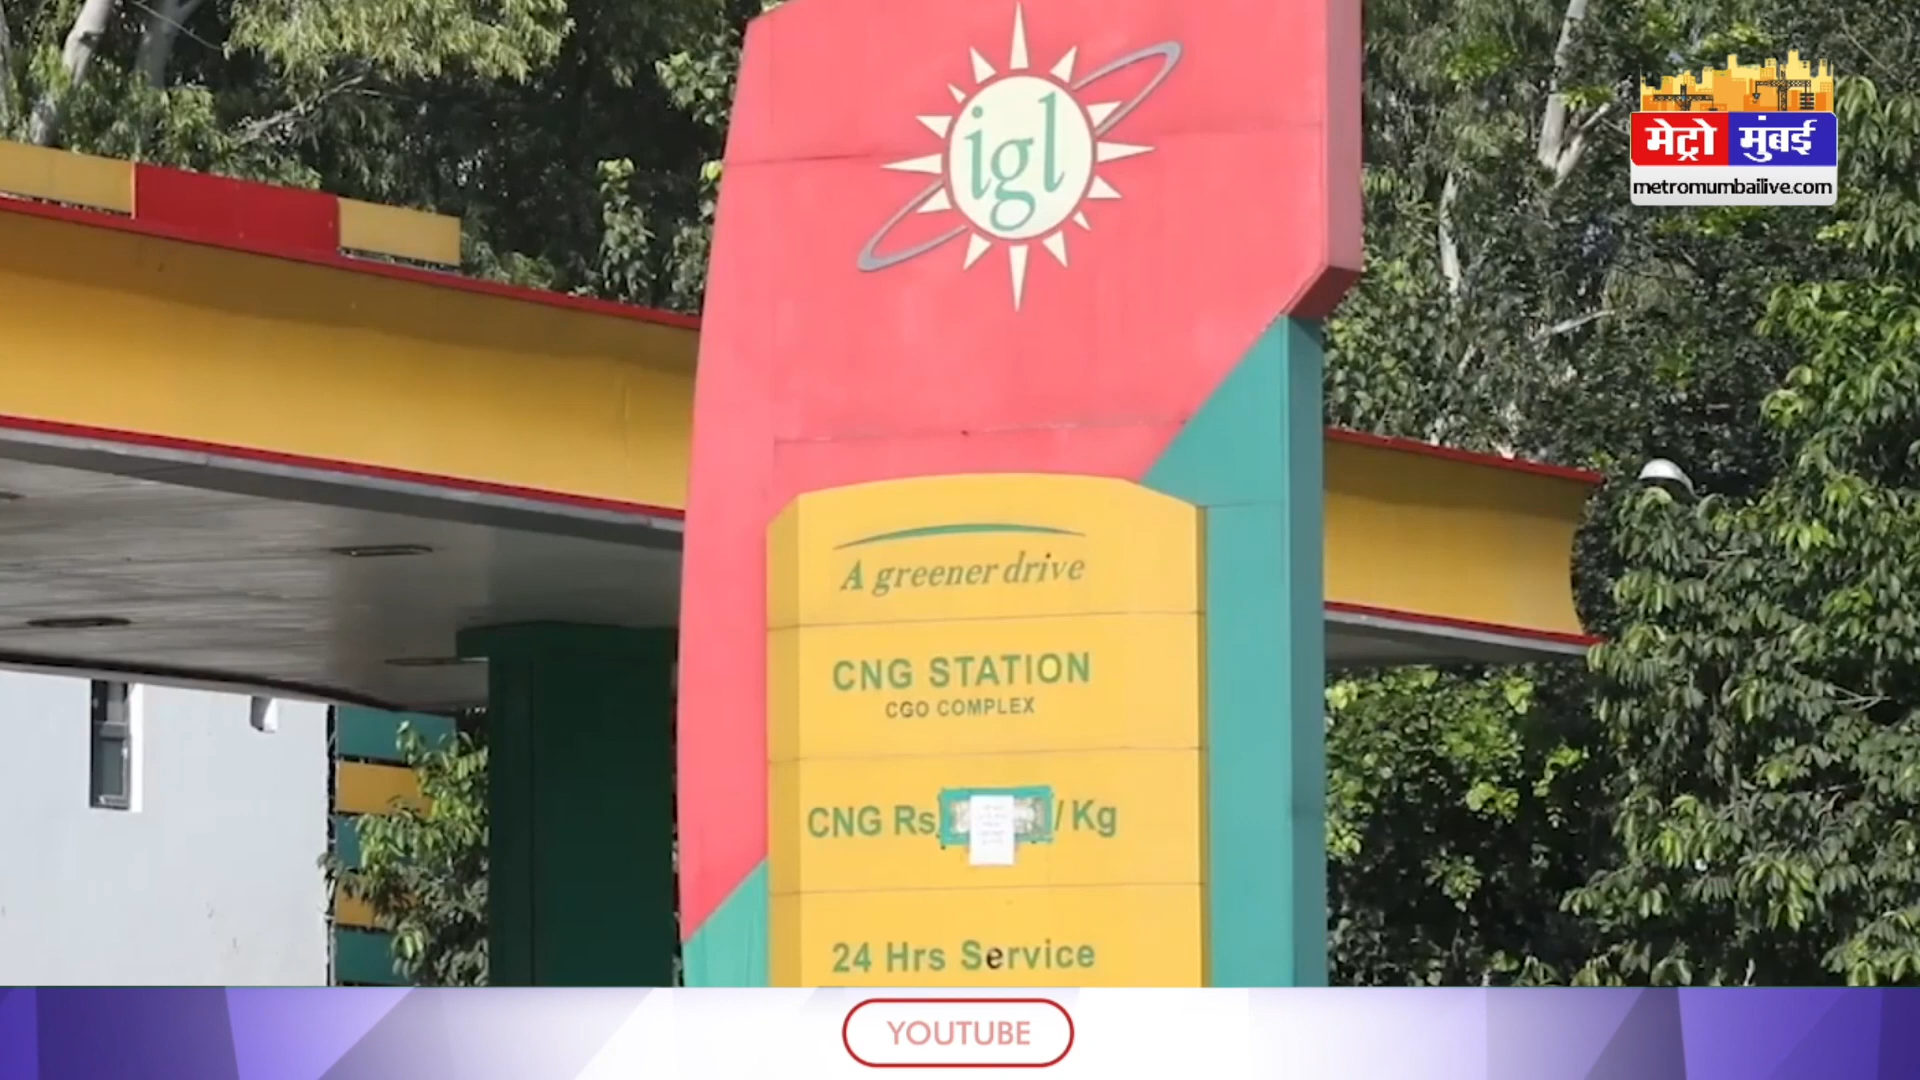 igl
मेट्रो मुंबई
metromumbailive.com
A greener drive
CNG STATION
CGO COMPLEX
CNG Rs / Kg
24 Hrs Service
YOUTUBE